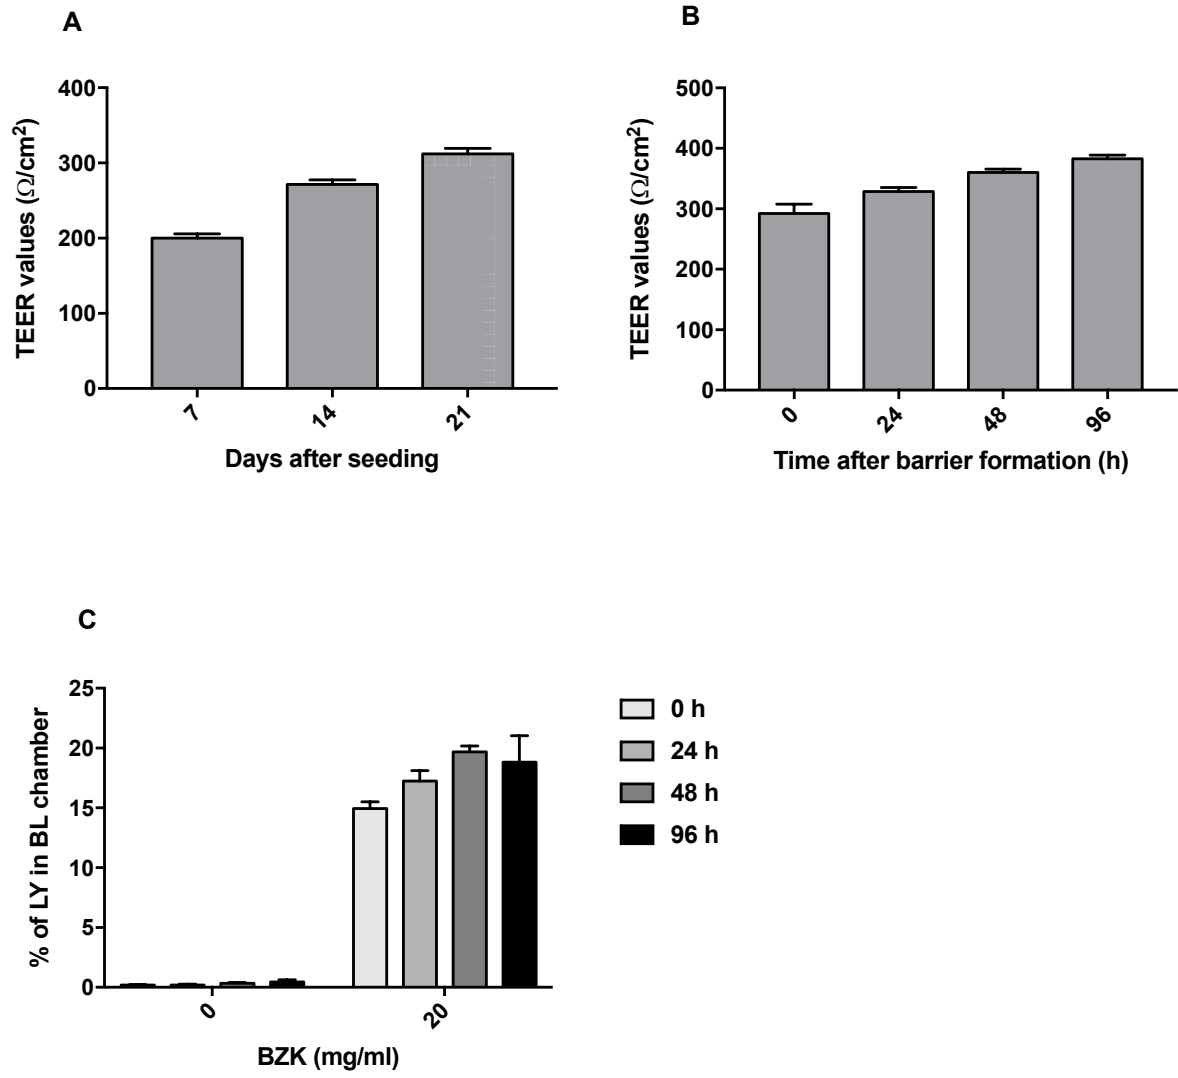 A
TEER values (Ω/cm2)
400
300
200
100
0
7
14
21
Days after seeding
B
TEER values (Ω/cm2)
500
400
300
200
100
0
0
24
48
96
Time after barrier formation (h)
C
% of LY in BL chamber
25
20
15
10
5
0
0
20
BZK (mg/ml)
0 h
24 h
48 h
96 h